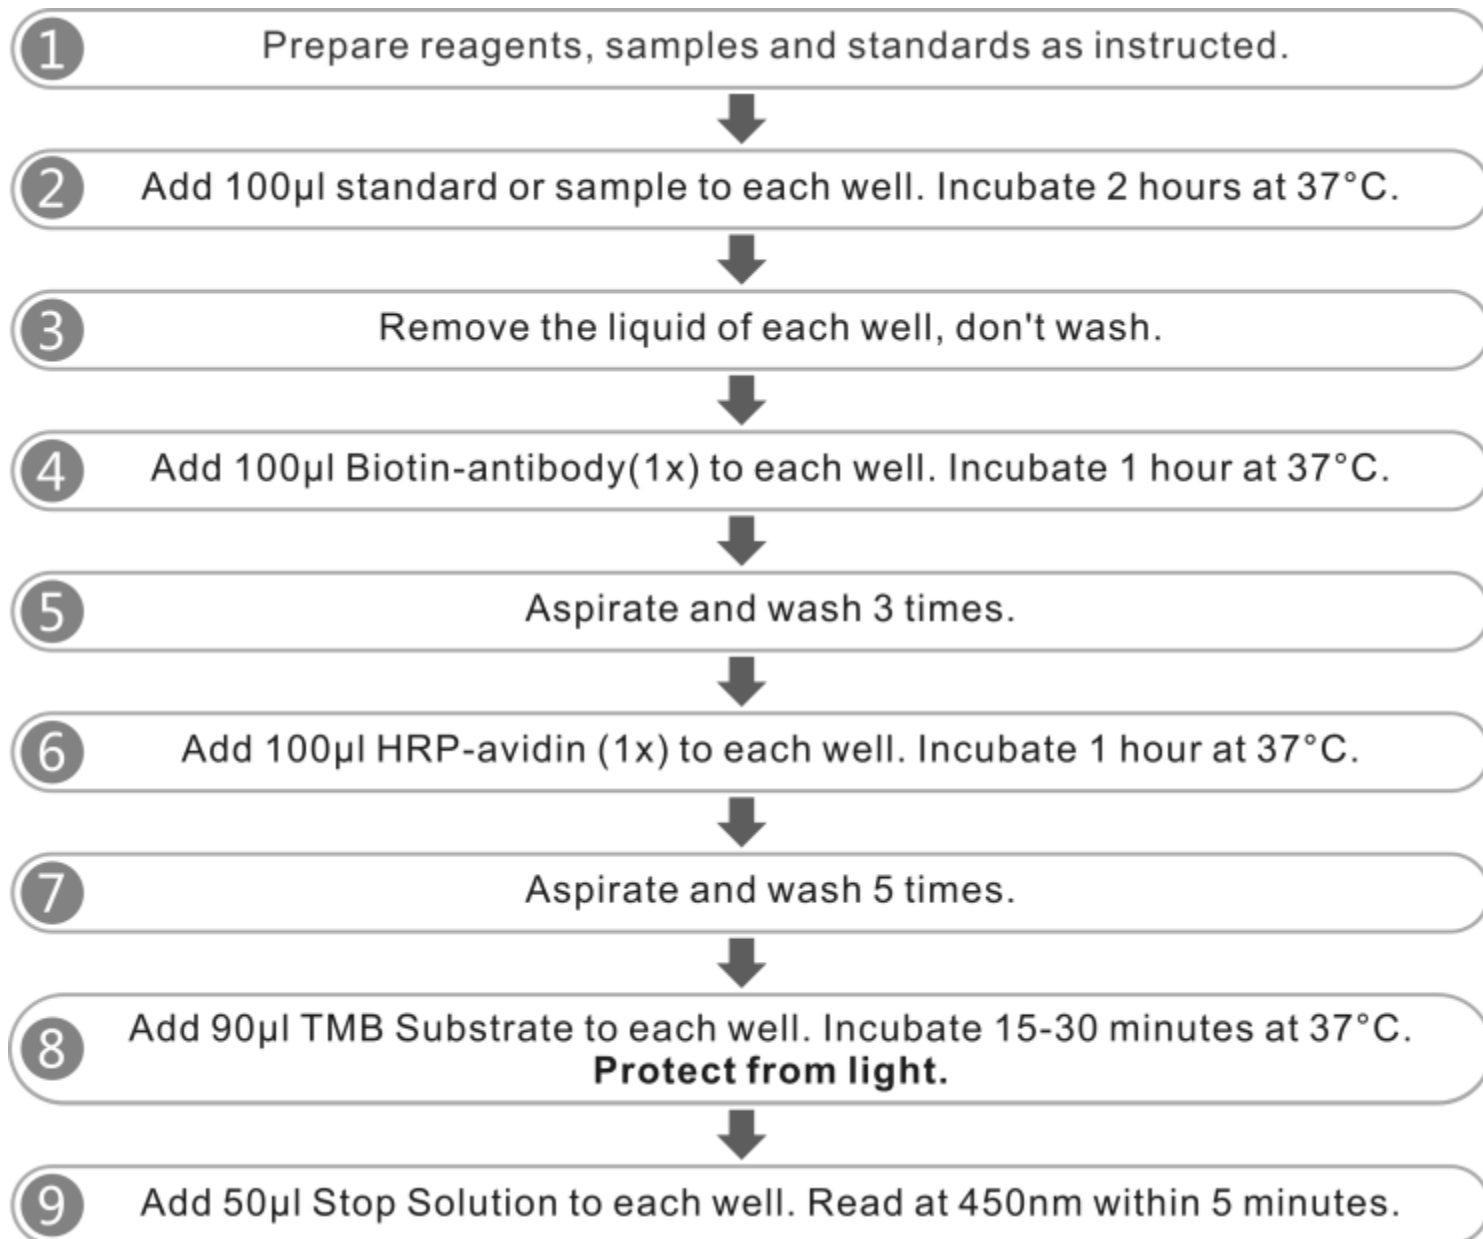 1 Prepare reagents, samples and standards as instructed.
2 Add 100µl standard or sample to each well. Incubate 2 hours at 37°C.
3 Remove the liquid of each well, don't wash.
4 Add 100µl Biotin-antibody(1x) to each well. Incubate 1 hour at 37°C.
5 Aspirate and wash 3 times.
6 Add 100µl HRP-avidin (1x) to each well. Incubate 1 hour at 37°C.
7 Aspirate and wash 5 times.
8 Add 90µl TMB Substrate to each well. Incubate 15-30 minutes at 37°C.
Protect from light.
9 Add 50µl Stop Solution to each well. Read at 450nm within 5 minutes.